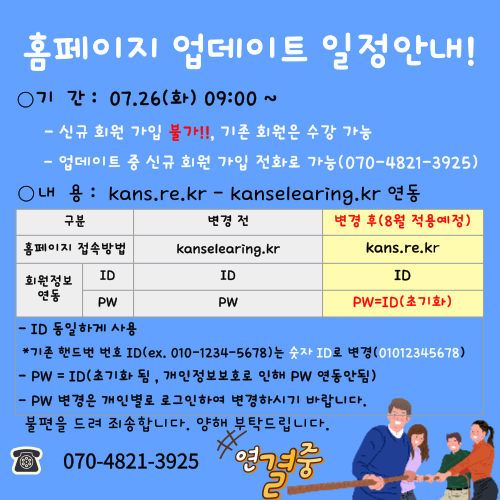 홈페이지 업데이트 일정안내!
○기 간 : 07.26(화) 09:00 ~
- 신규 회원 가입 불가!!, 기존 회원은 수강 가능
- 업데이트 중 신규 회원 가입 전화로 가능(070-4821-3925)
○내 용 : kans.re.kr - kanselearing.kr 연동
구분 변경 전 변경 후(8월 적용예정)
홈페이지 접속방법 kanselearing.kr kans.re.kr
회원정보 연동 ID ID ID
PW PW PW=ID(초기화)
- ID 동일하게 사용
*기존 핸드번 번호 ID(ex. 010-1234-5678)는 숫자 ID로 변경(01012345678)
- PW = ID(초기화 됨 , 개인정보보호로 인해 PW 연동안됨)
- PW 변경은 개인별로 로그인하여 변경하시기 바랍니다.
불편을 드려 죄송합니다. 양해 부탁드립니다.
070-4821-3925
연결중